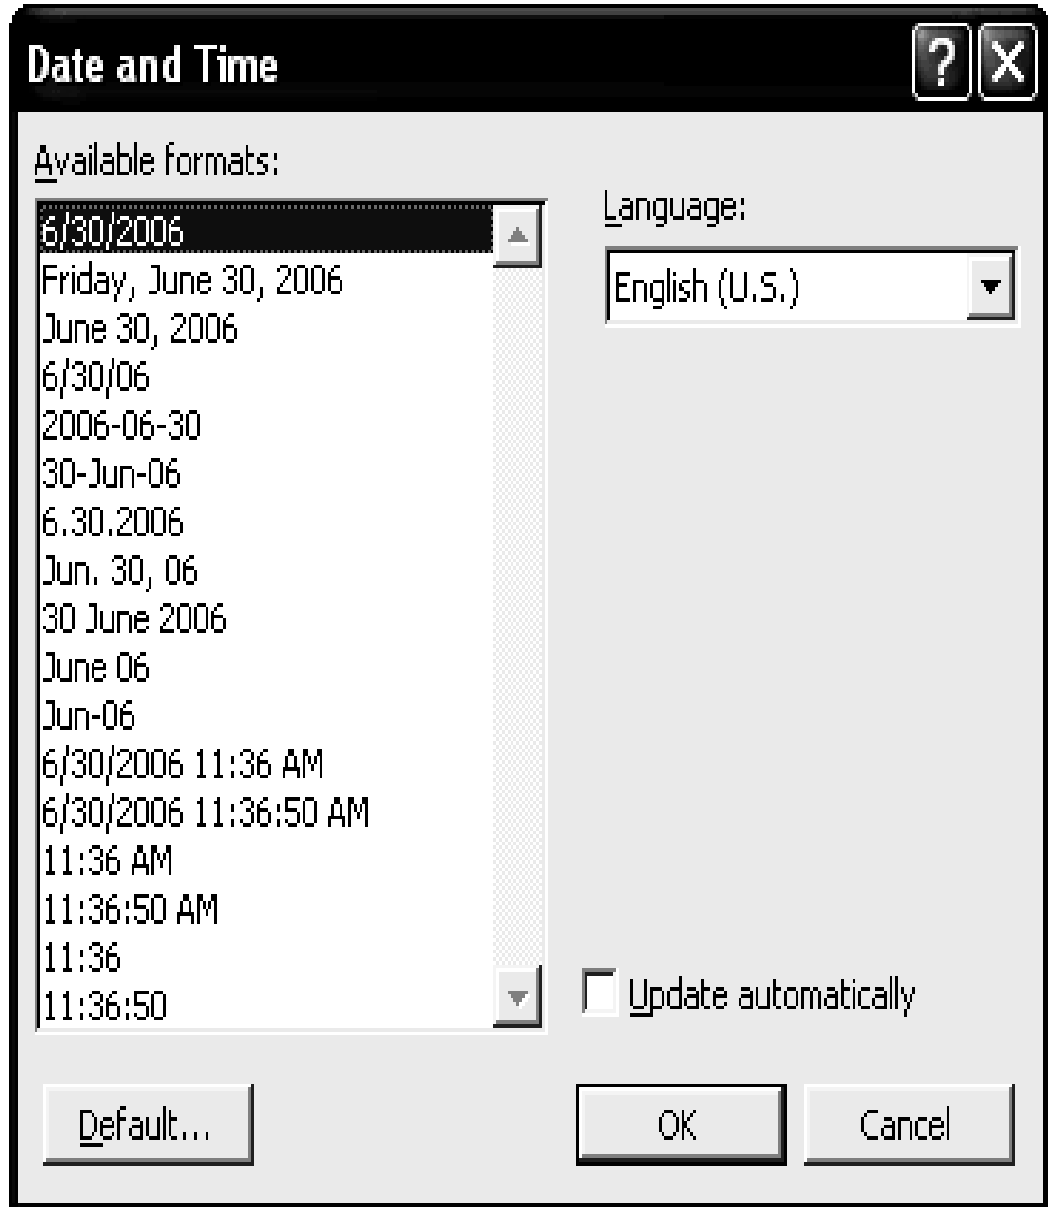 Date and Time
Available formats:
6/30/2006
Friday, June 30, 2006
June 30, 2006
6/30/06
2006-06-30
30-Jun-06
6.30.2006
Jun. 30, 06
30 June 2006
June 06
Jun-06
6/30/2006 11:36 AM
6/30/2006 11:36:50 AM
11:36 AM
11:36:50 AM
11:36
11:36:50
Language:
English (U.S.)
Update automatically
Default...
OK
Cancel